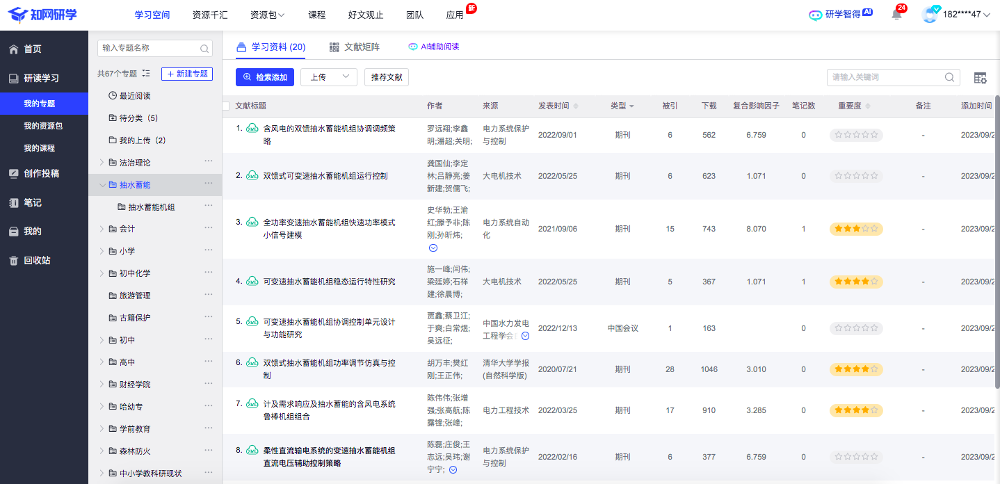 知网研学
学习空间 资源千汇 资源包 课程 好文观止 团队 应用 新
研学智得 AI 24 182****47
首页
研读学习
我的专题
我的资源包
我的课程
创作投稿
笔记
我的
回收站
输入专题名称
共67个专题 + 新建专题
最近阅读
待分类 (5)
我的上传 (2)
法治理论 ...
抽水蓄能 ...
抽水蓄能机组 ...
会计 ...
小学 ...
初中化学 ...
旅游管理 ...
古籍保护 ...
初中 ...
高中 ...
财经学院 ...
哈幼专 ...
学前教育 ...
森林防火 ...
中小学教科研现状 ...
学习资料 (20) 文献矩阵 AI辅助阅读
检索添加 上传 推荐文献 请输入关键词
文献标题 作者 来源 发表时间 类型 被引 下载 复合影响因子 笔记数 重要度 备注 添加时间
1. XML 含风电的双馈抽水蓄能机组协调调频策
略
罗远翔;李鑫
明;潘超;关明;
电力系统保护
与控制
2022/09/01 期刊 6 562 6.759 0 - 2023/09/2
2. XML 双馈式可变速抽水蓄能机组运行控制
龚国仙;李定
林;吕静亮;姜
新建;贺儒飞;
大电机技术 2022/05/25 期刊 6 623 1.071 0 - 2023/09/2
3. XML 全功率变速抽水蓄能机组快速功率模式
小信号建模
史华勃;王渝
红;滕予非;陈
刚;孙昕炜;
电力系统自动
化
2021/09/06 期刊 15 743 8.070 1 - 2023/09/2
4. XML 可变速抽水蓄能机组稳态运行特性研究
施一峰;闫伟;
梁廷婷;石祥
建;徐晨博;
大电机技术 2022/05/25 期刊 5 367 1.071 1 - 2023/09/2
5. XML 可变速抽水蓄能机组协调控制单元设计
与功能研究
贾鑫;蔡卫江;
于爽;白常煜;
吴远征;
中国水力发电
工程学会
2022/12/13 中国会议 1 163 0 - 2023/09/2
6. XML 双馈式抽水蓄能机组功率调节仿真与控
制
胡万丰;樊红
刚;王正伟;
清华大学学报
(自然科学版)
2020/07/21 期刊 28 1046 3.010 0 - 2023/09/2
7. XML 计及需求响应及抽水蓄能的含风电系统
鲁棒机组组合
陈伟伟;张增
强;张高航;陈
露锋;张峰;
电力工程技术 2022/03/25 期刊 17 910 3.285 0 - 2023/09/2
8. XML 柔性直流输电系统的变速抽水蓄能机组
直流电压辅助控制策略
陈磊;庄俊;王
志远;吴玮;谢
宁宁;
电力系统保护
与控制
2022/02/16 期刊 6 377 6.759 0 - 2023/09/2